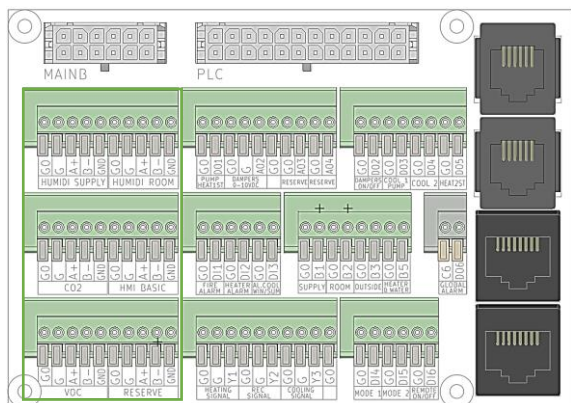 MAINB PLC
G0 G A+ B- GND G0 G A+ B- GND G0 DO1 G0 G AO2 G0 G AO3 G0 AO4 G0 DO2 G0 DO3 G0 DO4 G0 DO5
HUMIDI SUPPLY HUMIDI ROOM PUMP HEAT1ST DAMPERS 0-10VDC RESERVE RESERVE DAMPERS ON/OFF COOL 1 PUMP COOL 2 HEAT2ST
G0 G A+ B- GND G0 G A+ B- GND G0 DI1 G0 DI2 G0 DI3 G0 B1 G0 B2 G0 B3 G0 B5 C6 DO6
CO2 HMI BASIC FIRE ALARM HEATER ALARM AL.COOL WIN/SUM SUPPLY ROOM OUTSIDE HEATER B WATER GLOBAL ALARM
G0 G A+ B- GND G0 G A+ B- GND G0 G Y1 G0 G Y2 G0 G Y3 G0 G0 DI4 G0 DI5 G0 DI6
VOC RESERVE HEATING SIGNAL REC SIGNAL COOLING SIGNAL MODE 1 MODE 2 REMOTE ON/OFF